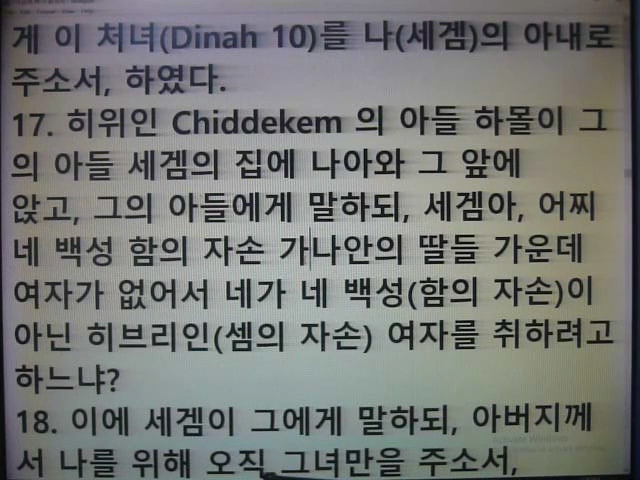 게 이 처녀(Dinah 10)를 나(세겜)의 아내로
주소서, 하였다.
17. 히위인 Chiddekem 의 아들 하몰이 그
의 아들 세겜의 집에 나아와 그 앞에
앉고, 그의 아들에게 말하되, 세겜아, 어찌
네 백성 함의 자손 가나안의 딸들 가운데
여자가 없어서 네가 네 백성(함의 자손)이
아닌 히브리인(셈의 자손) 여자를 취하려고
하느냐?
18. 이에 세겜이 그에게 말하되, 아버지께
Activate Windows
서 나를 위해 오직 그녀만을 주소서,